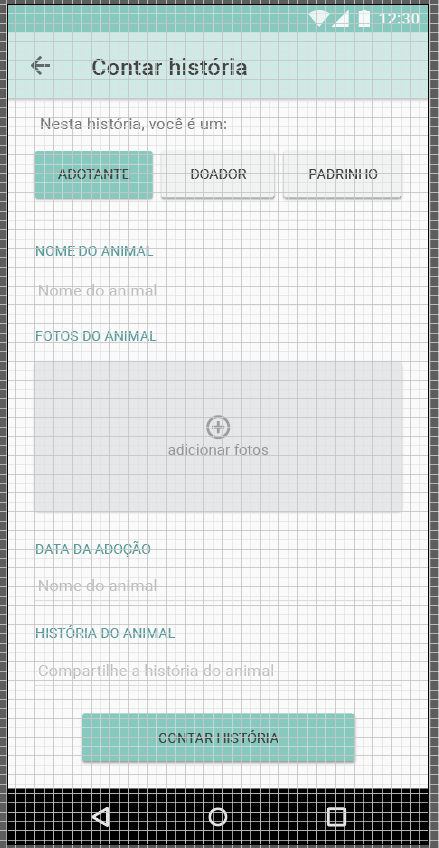 12:30
Contar história
Nesta história, você é um:
ADOTANTE DOADOR PADRINHO
NOME DO ANIMAL
Nome do animal
FOTOS DO ANIMAL
adicionar fotos
DATA DA ADOÇÃO
Nome do animal
HISTÓRIA DO ANIMAL
Compartilhe a história do animal
CONTAR HISTÓRIA